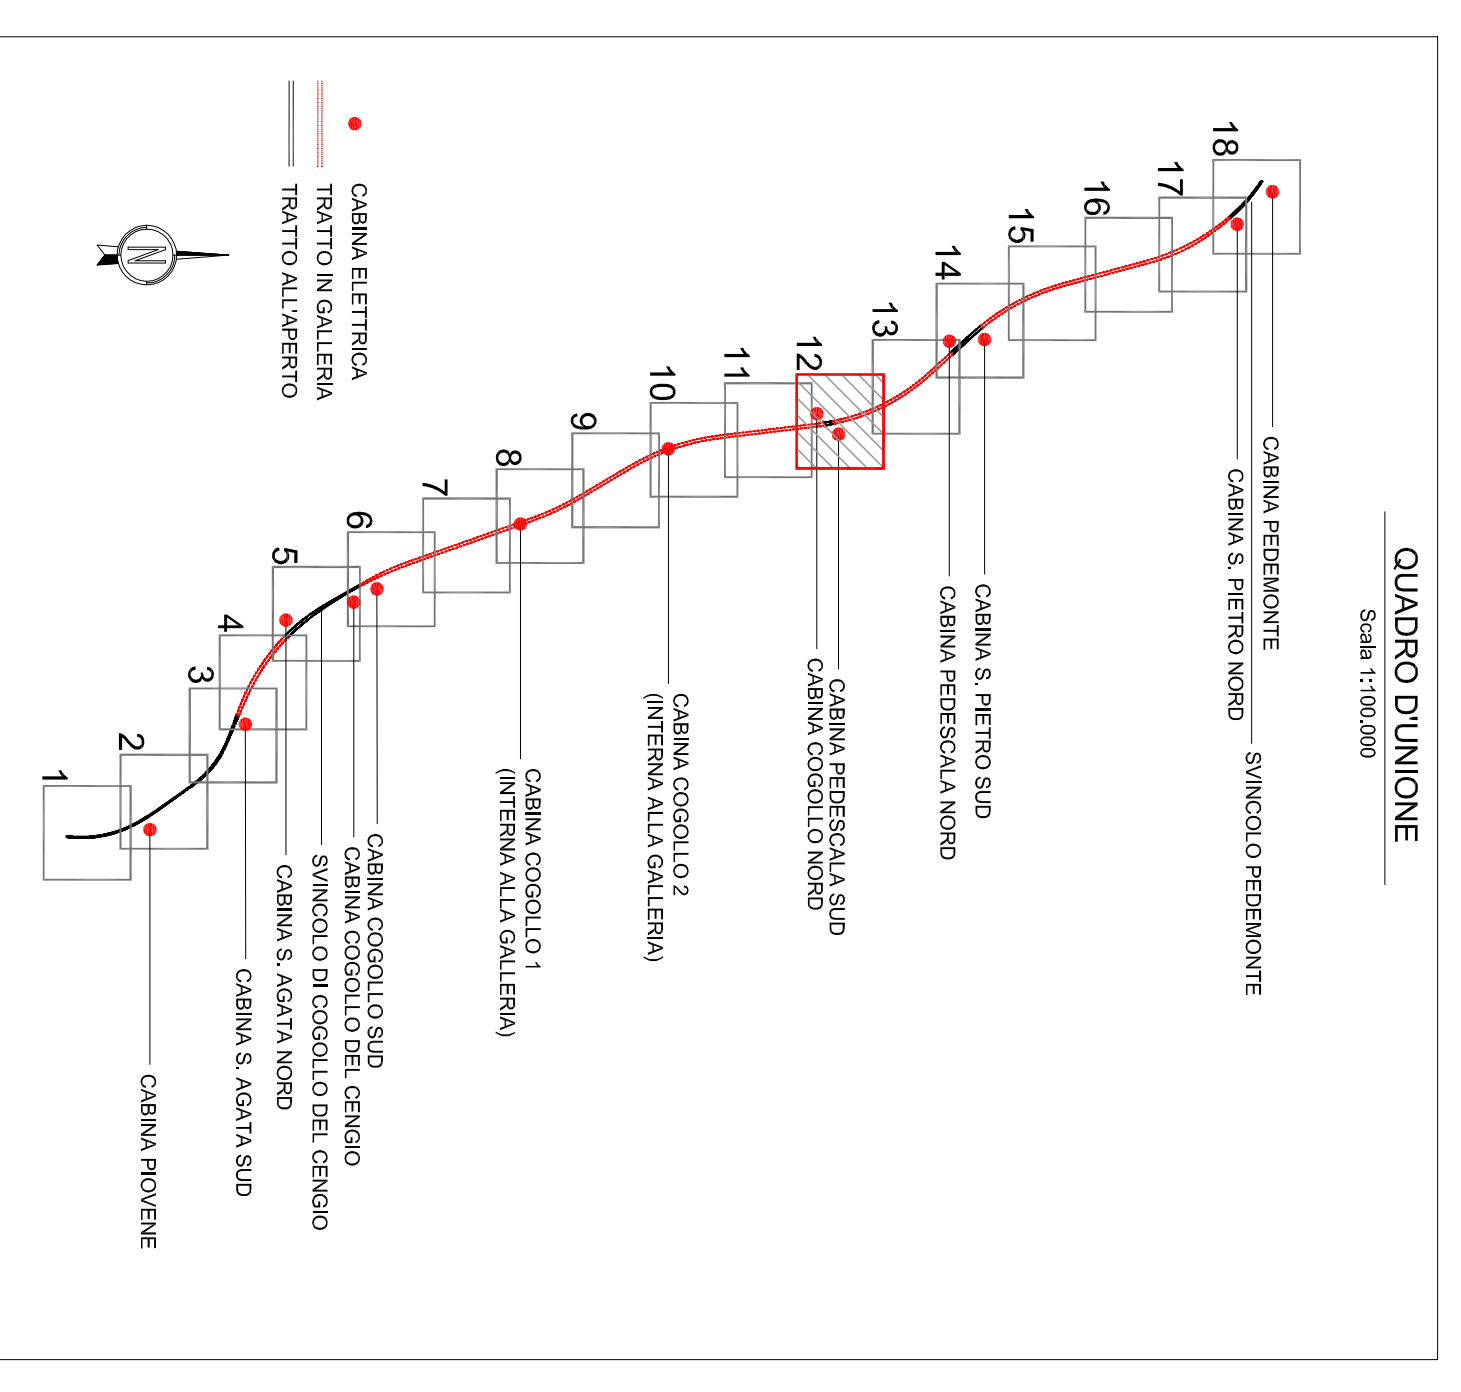 QUADRO D'UNIONE
Scala 1:100.000
CABINA PEDEMONTE
SVINCOLO PEDEMONTE
CABINA S. PIETRO NORD
18
17
16
15
CABINA S. PIETRO SUD
CABINA PEDESCALA NORD
14
13
CABINA PEDESCALA SUD
CABINA COGOLLO NORD
12
11
CABINA COGOLLO 2
(INTERNA ALLA GALLERIA)
10
9
CABINA COGOLLO 1
(INTERNA ALLA GALLERIA)
8
7
CABINA COGOLLO SUD
CABINA COGOLLO DEL CENGIO
SVINCOLO DI COGOLLO DEL CENGIO
6
CABINA S. AGATA NORD
5
CABINA S. AGATA SUD
4
3
CABINA PIOVENE
2
1
CABINA ELETTRICA
TRATTO IN GALLERIA
TRATTO ALL'APERTO
N